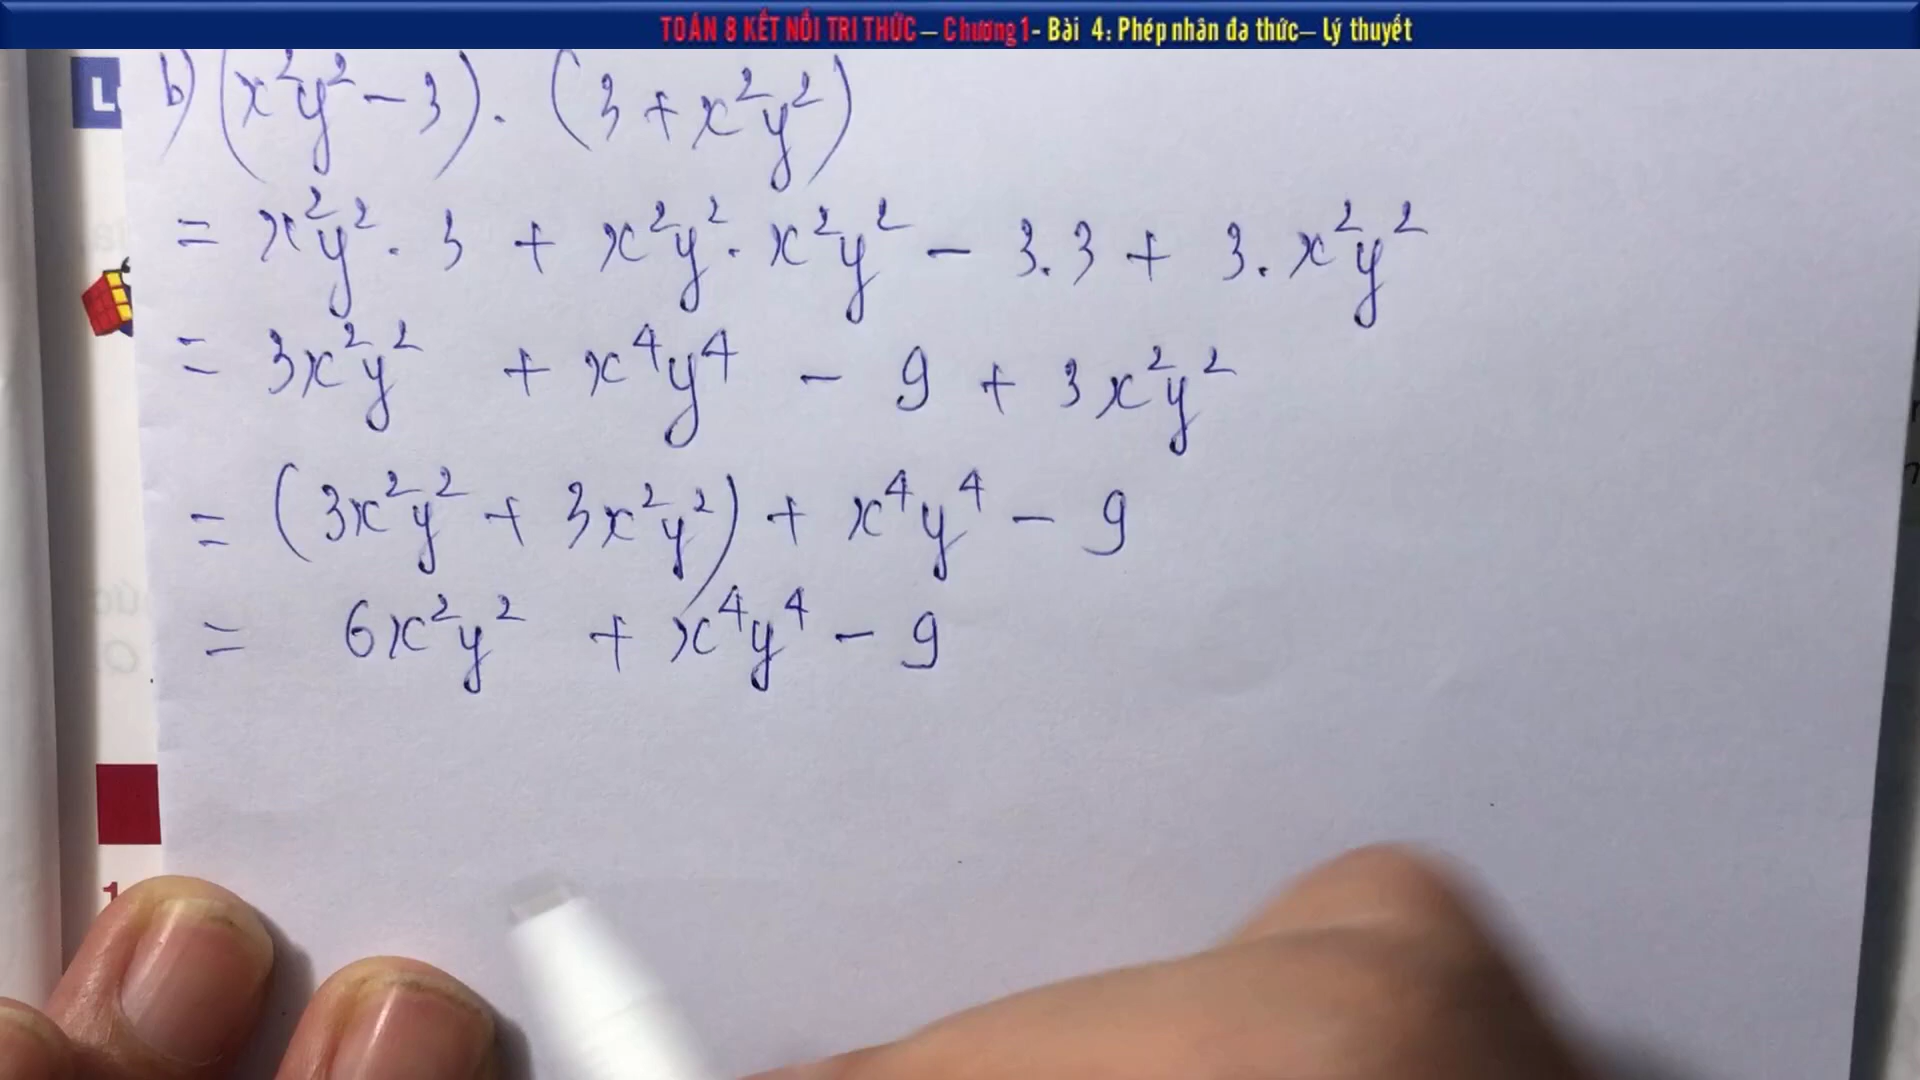 TOÁN 8 KẾT NỐI TRI THỨC – Chương 1 - Bài 4: Phép nhân đa thức – Lý thuyết
L
b) (x²y² - 3) . (3 + x²y²)
= x²y² . 3 + x²y² . x²y² - 3.3 + 3. x²y²
= 3x²y² + x⁴y⁴ - 9 + 3x²y²
= (3x²y² + 3x²y²) + x⁴y⁴ - 9
= 6x²y² + x⁴y⁴ - 9
1